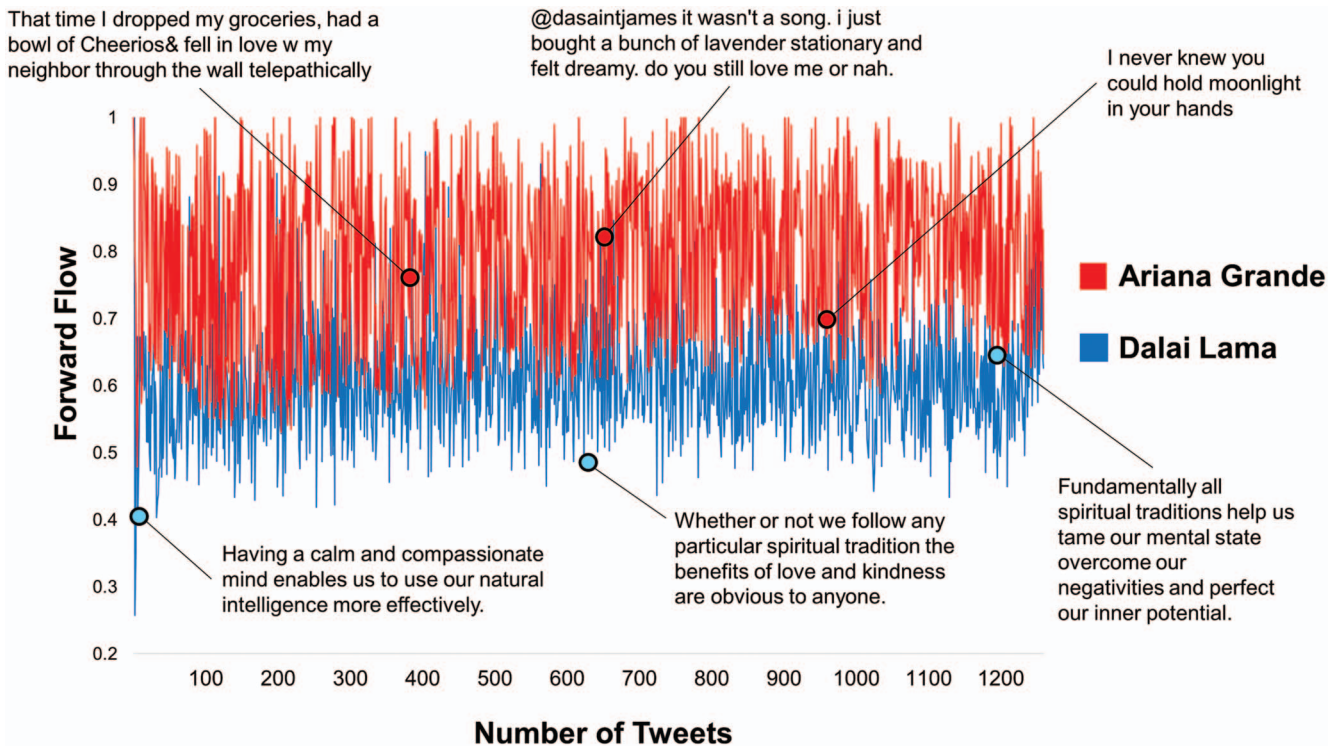 That time I dropped my groceries, had a
bowl of Cheerios& fell in love w my
neighbor through the wall telepathically
@dasaintjames it wasn't a song. i just
bought a bunch of lavender stationary and
felt dreamy. do you still love me or nah.
I never knew you
could hold moonlight
in your hands
Forward Flow
1
0.9
0.8
0.7
0.6
0.5
0.4
0.3
0.2
Ariana Grande
Dalai Lama
Having a calm and compassionate
mind enables us to use our natural
intelligence more effectively.
Whether or not we follow any
particular spiritual tradition the
benefits of love and kindness
are obvious to anyone.
Fundamentally all
spiritual traditions help us
tame our mental state
overcome our
negativities and perfect
our inner potential.
100 200 300 400 500 600 700 800 900 1000 1100 1200
Number of Tweets